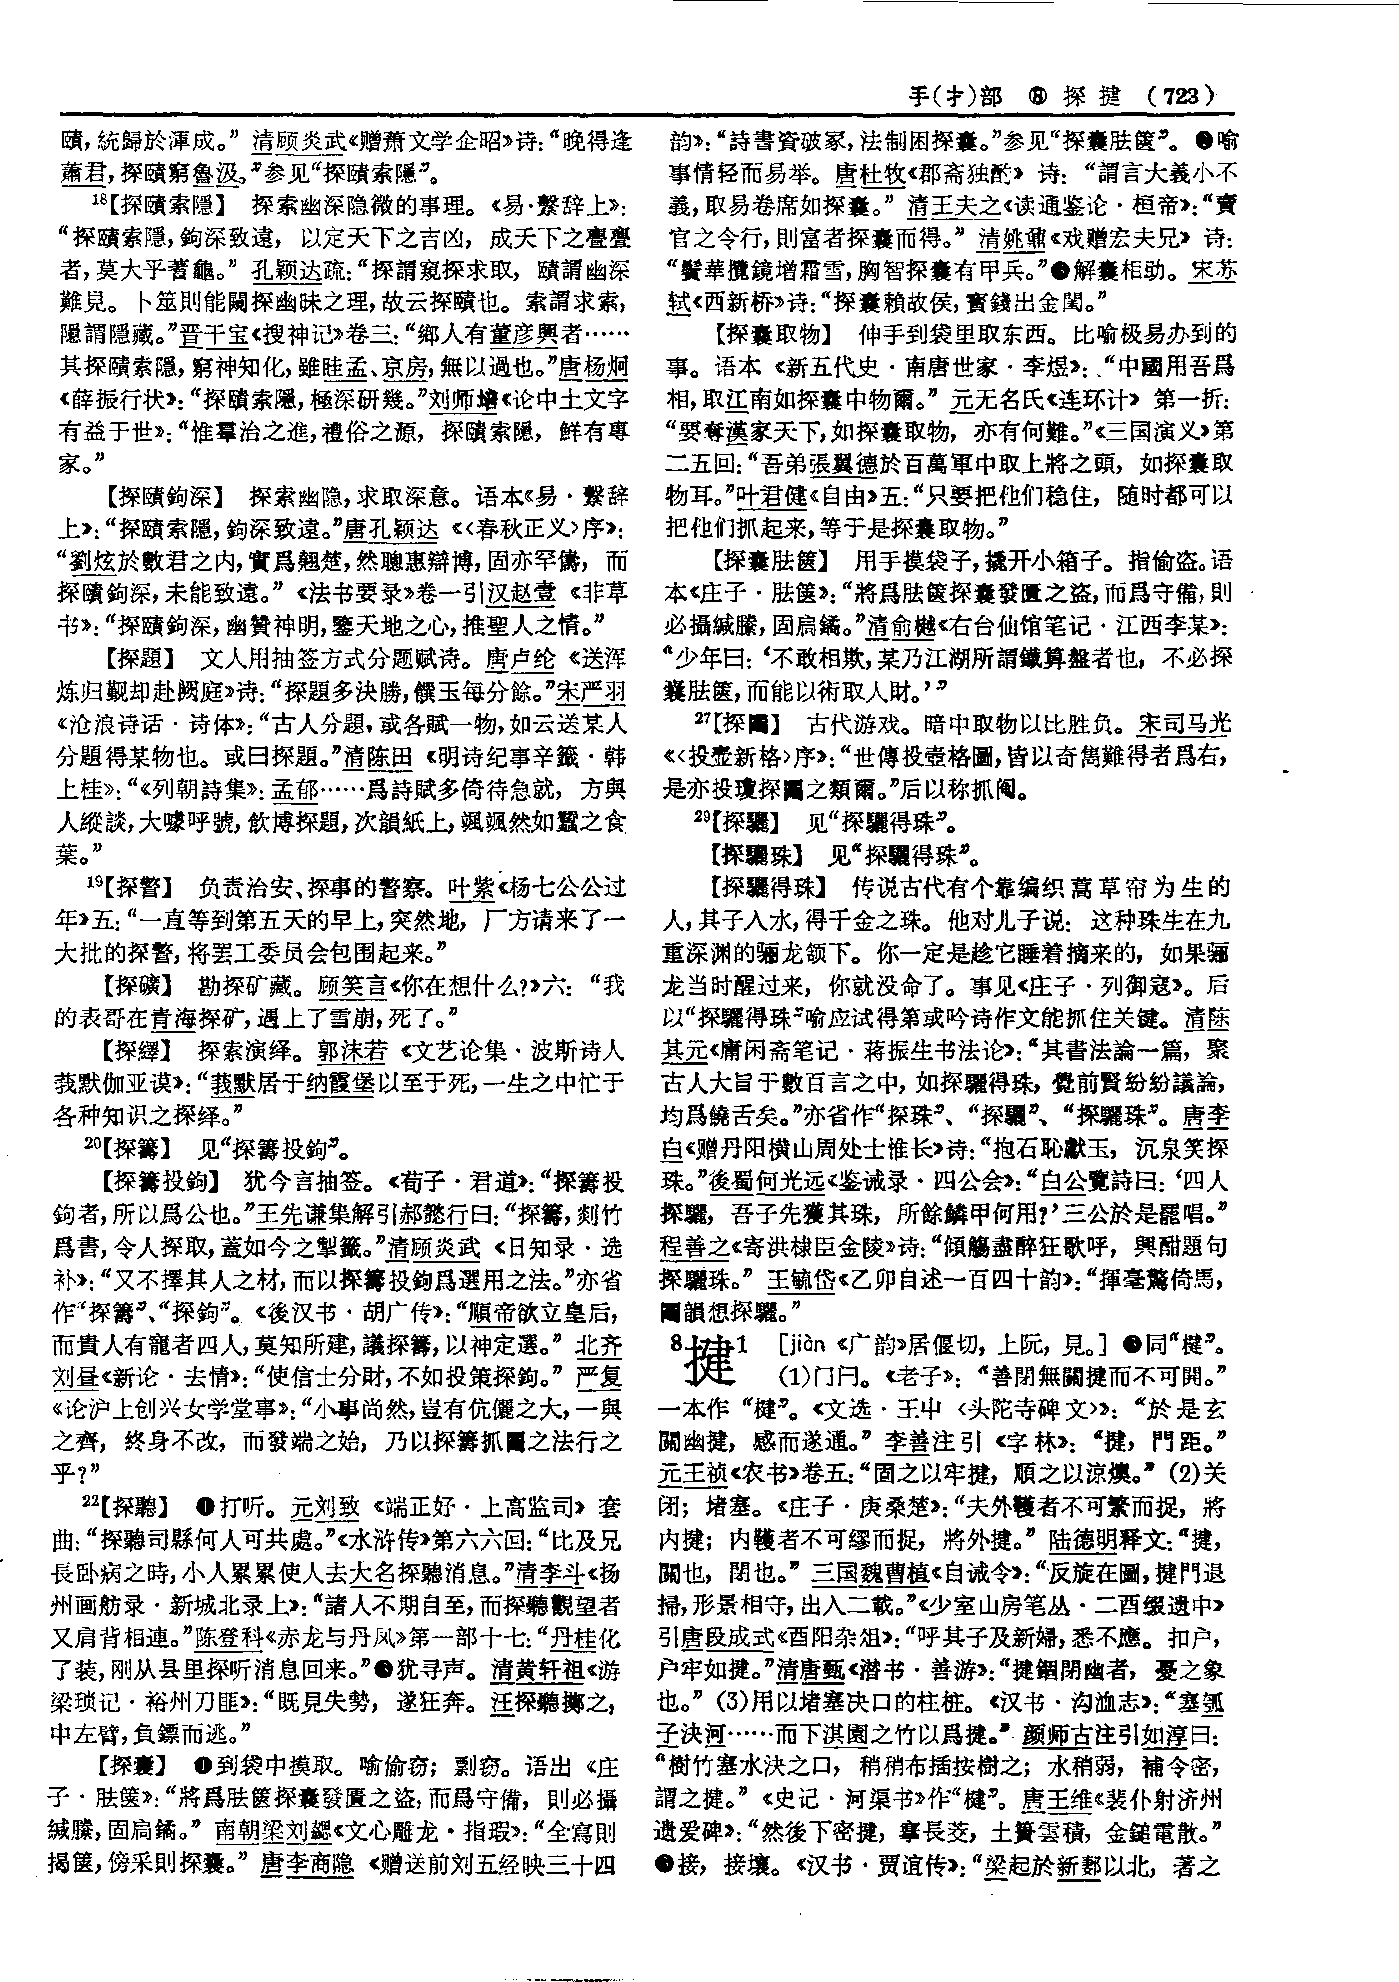 手(扌)部　⑧　探 揵　(723)
賾，統歸於渾成。”清顾炎武《赠萧文学企昭》诗：“晚得逢
蕭君，探賾窮魯汲。”参见“探賾索隱”。
18【探賾索隱】　探索幽深隐微的事理。《易·繫辞上》：
“探賾索隱，鉤深致遠，以定天下之吉凶，成天下之亹亹
者，莫大乎蓍龜。”孔颖达疏：“探謂窺探求取，賾謂幽深
難見。卜筮則能闚探幽昧之理，故云探賾也。索謂求索，
隱謂隱藏。”晋干宝《搜神记》卷三：“鄉人有董彦興者……
其探賾索隱，窮神知化，雖眭孟、京房，無以過也。”唐杨炯
《薛振行状》：“探賾索隱，極深研幾。”刘师培《论中土文字
有益于世》：“惟羣治之進，禮俗之源，探賾索隱，鮮有專
家。”
【探賾鉤深】　探索幽隐，求取深意。语本《易·繫辞
上》：“探賾索隱，鉤深致遠。”唐孔颖达《〈春秋正义〉序》：
“劉炫於數君之内，實爲翹楚，然聰惠辯博，固亦罕儔，而
探賾鉤深，未能致遠。”《法书要录》卷一引汉赵壹《非草
书》：“探賾鉤深，幽贊神明，鑒天地之心，推聖人之情。”
【探題】　文人用抽签方式分题赋诗。唐卢纶《送浑
炼归觐却赴阙庭》诗：“探題多決勝，饌玉每分餘。”宋严羽
《沧浪诗话·诗体》：“古人分題，或各賦一物，如云送某人
分題得某物也。或曰探題。”清陈田《明诗纪事辛籤·韩
上桂》：“《列朝詩集》：孟郁……爲詩賦多倚待急就，方與
人縱談，大嚎呼號，飲博探題，次韻紙上，颯颯然如蠶之食
葉。”
19【探警】　负责治安、探事的警察。叶紫《杨七公公过
年》五：“一直等到第五天的早上，突然地，厂方请来了一
大批的探警，将罢工委员会包围起来。”
【探礦】　勘探矿藏。顾笑言《你在想什么？》六：“我
的表哥在青海探矿，遇上了雪崩，死了。”
【探繹】　探索演绎。郭沫若《文艺论集·波斯诗人
莪默伽亚谟》：“莪默居于纳霞堡以至于死，一生之中忙于
各种知识之探绎。”
20【探籌】　见“探籌投鉤”。
【探籌投鉤】　犹今言抽签。《荀子·君道》：“探籌投
鉤者，所以爲公也。”王先谦集解引郝懿行曰：“探籌，剡竹
爲書，令人探取，蓋如今之掣籤。”清顾炎武《日知录·选
补》：“又不擇其人之材，而以探籌投鉤爲選用之法。”亦省
作“探籌”、“探鉤”。《後汉书·胡广传》：“順帝欲立皇后，
而貴人有寵者四人，莫知所建，議探籌，以神定選。”北齐
刘昼《新论·去情》：“使信士分財，不如投策探鉤。”严复
《论沪上创兴女学堂事》：“小事尚然，豈有伉儷之大，一與
之齊，終身不改，而發端之始，乃以探籌抓鬮之法行之
乎？”
22【探聽】　❶打听。元刘致《端正好·上高监司》套
曲：“探聽司縣何人可共處。”《水浒传》第六六回：“比及兄
長卧病之時，小人累累使人去大名探聽消息。”清李斗《扬
州画舫录·新城北录上》：“諸人不期自至，而探聽觀望者
又肩背相連。”陈登科《赤龙与丹凤》第一部十七：“丹桂化
了装，刚从县里探听消息回来。”❷犹寻声。清黄轩祖《游
梁琐记·裕州刀匪》：“既見失勢，遂狂奔。汪探聽擲之，
中左臂，負鏢而逃。”
【探囊】　❶到袋中摸取。喻偷窃；剽窃。语出《庄
子·胠箧》：“將爲胠篋探囊發匱之盗，而爲守備，則必攝
緘縢，固扃鐍。”南朝梁刘勰《文心雕龙·指瑕》：“全寫則
揭篋，傍采則探囊。”唐李商隐《赠送前刘五经映三十四
韵》：“詩書資破冢，法制困探囊。”参见“探囊胠篋”。❷喻
事情轻而易举。唐杜牧《郡斋独酌》诗：“謂言大義小不
義，取易卷席如探囊。”清王夫之《读通鉴论·桓帝》：“賣
官之令行，則富者探囊而得。”清姚鼐《戏赠宏夫兄》诗：
“鬢華攬鏡增霜雪，胸智探囊有甲兵。”❸解囊相助。宋苏
轼《西新桥》诗：“探囊賴故侯，寶錢出金閨。”
【探囊取物】　伸手到袋里取东西。比喻极易办到的
事。语本《新五代史·南唐世家·李煜》：“中國用吾爲
相，取江南如探囊中物爾。”元无名氏《连环计》第一折：
“要奪漢家天下，如探囊取物，亦有何難。”《三国演义》第
二五回：“吾弟張翼德於百萬軍中取上將之頭，如探囊取
物耳。”叶君健《自由》五：“只要把他们稳住，随时都可以
把他们抓起来，等于是探囊取物。”
【探囊胠篋】　用手摸袋子，撬开小箱子。指偷盗。语
本《庄子·胠箧》：“將爲胠篋探囊發匱之盗，而爲守備，則
必攝緘縢，固扃鐍。”清俞樾《右台仙馆笔记·江西李某》：
“少年曰：‘不敢相欺，某乃江湖所謂鐵算盤者也，不必探
囊胠篋，而能以術取人財。’”
27【探鬮】　古代游戏。暗中取物以比胜负。宋司马光
《〈投壶新格〉序》：“世傳投壺格圖，皆以奇雋難得者爲右，
是亦投瓊探鬮之類爾。”后以称抓阄。
29【探驪】　见“探驪得珠”。
【探驪珠】　见“探驪得珠”。
【探驪得珠】　传说古代有个靠编织蒿草帘为生的
人，其子入水，得千金之珠。他对儿子说：这种珠生在九
重深渊的骊龙颔下。你一定是趁它睡着摘来的，如果骊
龙当时醒过来，你就没命了。事见《庄子·列御寇》。后
以“探驪得珠”喻应试得第或吟诗作文能抓住关键。清陈
其元《庸闲斋笔记·蒋振生书法论》：“其書法論一篇，聚
古人大旨于數百言之中，如探驪得珠，覺前賢紛紛議論，
均爲饒舌矣。”亦省作“探珠”、“探驪”、“探驪珠”。唐李
白《赠丹阳横山周处士惟长》诗：“抱石恥獻玉，沉泉笑探
珠。”後蜀何光远《鉴诫录·四公会》：“白公覽詩曰：‘四人
探驪，吾子先獲其珠，所餘鱗甲何用？’三公於是罷唱。”
程善之《寄洪棣臣金陵》诗：“傾觴盡醉狂歌呼，興酣題句
探驪珠。”王毓岱《乙卯自述一百四十韵》：“揮毫驚倚馬，
鬮韻想探驪。”
8 揵1　[jiàn《广韵》居偃切，上阮，見。]　❶同“楗”。
(1)门闩。《老子》：“善閉無關揵而不可開。”
一本作“楗”。《文选·王屮〈头陀寺碑文〉》：“於是玄
關幽揵，感而遂通。”李善注引《字林》：“揵，門距。”
元王祯《农书》卷五：“固之以牢揵，順之以涼燠。”(2)关
闭；堵塞。《庄子·庚桑楚》：“夫外韄者不可繁而捉，將
内揵；内韄者不可繆而捉，將外揵。”陆德明释文：“揵，
關也，閉也。”三国魏曹植《自诫令》：“反旋在國，揵門退
掃，形景相守，出入二載。”《少室山房笔丛·二酉缀遗中》
引唐段成式《酉阳杂俎》：“呼其子及新婦，悉不應。扣户，
户牢如揵。”清唐甄《潜书·善游》：“揵錮閉幽者，憂之象
也。”(3)用以堵塞决口的柱桩。《汉书·沟洫志》：“塞瓠
子決河……而下淇園之竹以爲揵。”颜师古注引如淳曰：
“樹竹塞水決之口，稍稍布插按樹之；水稍弱，補令密，
謂之揵。”《史记·河渠书》作“楗”。唐王维《裴仆射济州
遗爱碑》：“然後下密揵，搴長茭，土簣雲積，金鎚電散。”
❷接，接壤。《汉书·贾谊传》：“梁起於新郪以北，著之